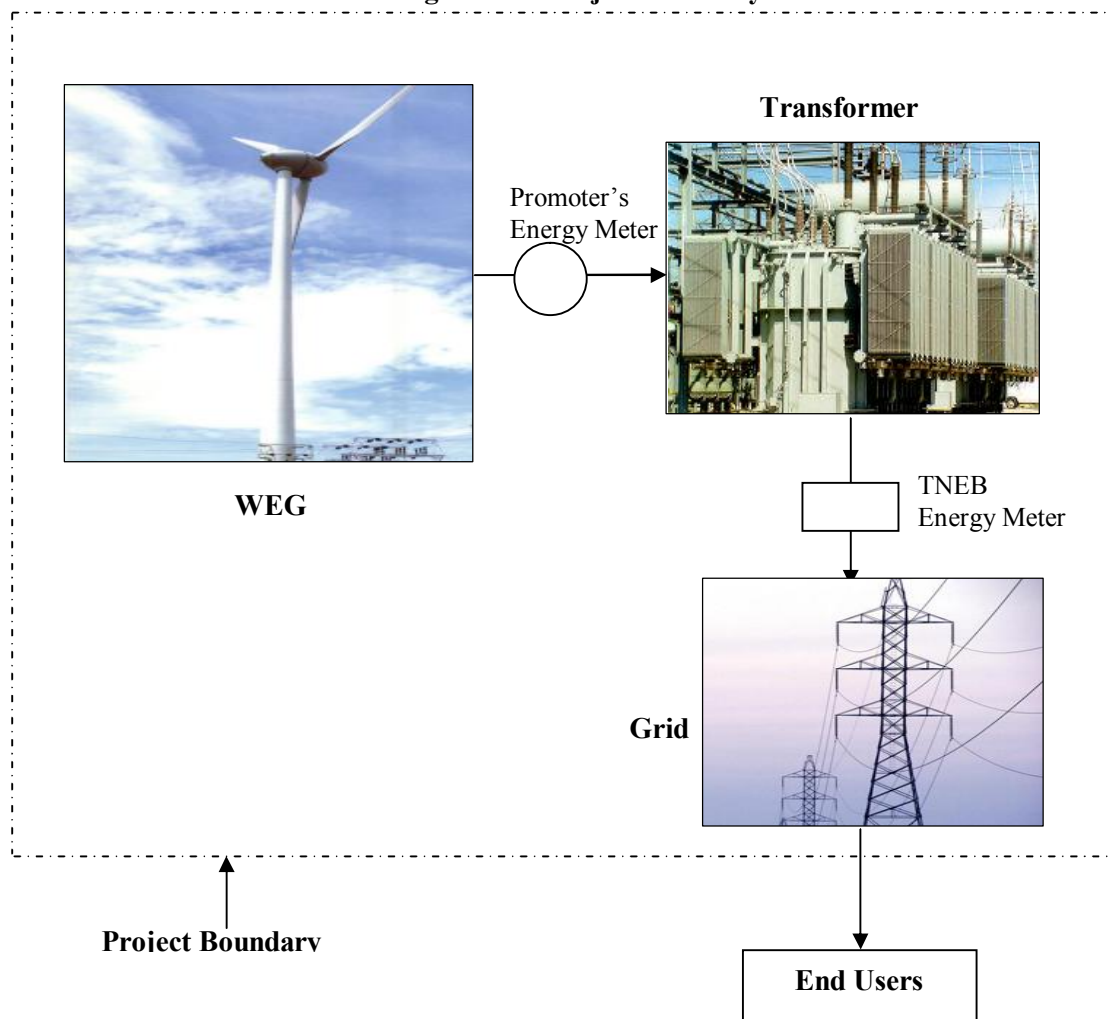 Transformer
Promoter’s
Energy Meter
WEG
TNEB
Energy Meter
Grid
Project Boundary
End Users